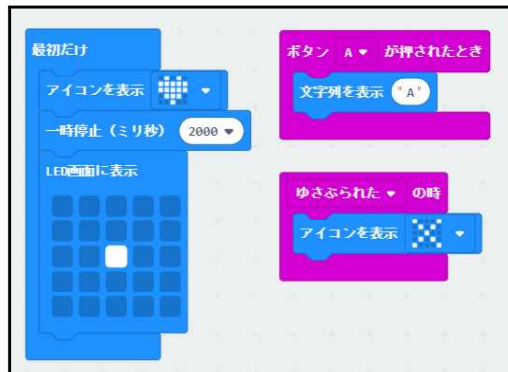 最初だけ
アイコンを表示
一時停止（ミリ秒） 2000
LED画面に表示
ボタン A が押されたとき
文字列を表示 "A"
ゆさぶられた の時
アイコンを表示